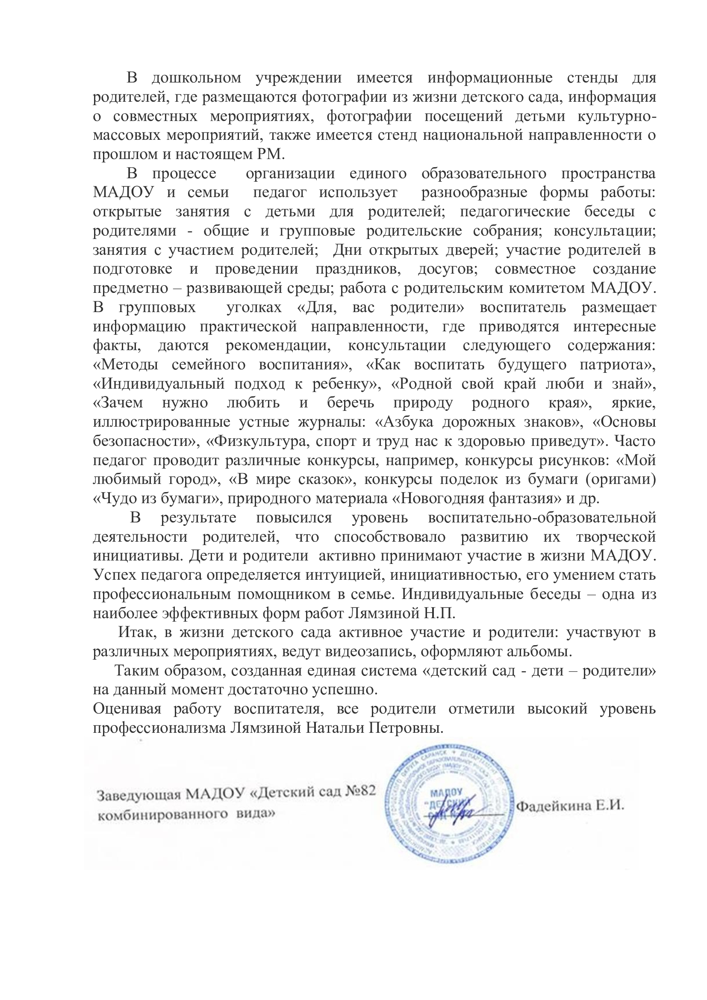 В дошкольном учреждении имеется информационные стенды для
родителей, где размещаются фотографии из жизни детского сада, информация
о совместных мероприятиях, фотографии посещений детьми культурно-
массовых мероприятий, также имеется стенд национальной направленности о
прошлом и настоящем РМ.
В процессе организации единого образовательного пространства
МАДОУ и семьи педагог использует разнообразные формы работы:
открытые занятия с детьми для родителей; педагогические беседы с
родителями - общие и групповые родительские собрания; консультации;
занятия с участием родителей; Дни открытых дверей; участие родителей в
подготовке и проведении праздников, досугов; совместное создание
предметно – развивающей среды; работа с родительским комитетом МАДОУ.
В групповых уголках «Для, вас родители» воспитатель размещает
информацию практической направленности, где приводятся интересные
факты, даются рекомендации, консультации следующего содержания:
«Методы семейного воспитания», «Как воспитать будущего патриота»,
«Индивидуальный подход к ребенку», «Родной свой край люби и знай»,
«Зачем нужно любить и беречь природу родного края», яркие,
иллюстрированные устные журналы: «Азбука дорожных знаков», «Основы
безопасности», «Физкультура, спорт и труд нас к здоровью приведут». Часто
педагог проводит различные конкурсы, например, конкурсы рисунков: «Мой
любимый город», «В мире сказок», конкурсы поделок из бумаги (оригами)
«Чудо из бумаги», природного материала «Новогодняя фантазия» и др.
В результате повысился уровень воспитательно-образовательной
деятельности родителей, что способствовало развитию их творческой
инициативы. Дети и родители активно принимают участие в жизни МАДОУ.
Успех педагога определяется интуицией, инициативностью, его умением стать
профессиональным помощником в семье. Индивидуальные беседы – одна из
наиболее эффективных форм работ Лямзиной Н.П.
Итак, в жизни детского сада активное участие и родители: участвуют в
различных мероприятиях, ведут видеозапись, оформляют альбомы.
Таким образом, созданная единая система «детский сад - дети – родители»
на данный момент достаточно успешно.
Оценивая работу воспитателя, все родители отметили высокий уровень
профессионализма Лямзиной Натальи Петровны.
Заведующая МАДОУ «Детский сад №82
комбинированного вида»
МАДОУ
"ДЕТСКИЙ
САД
Фадейкина Е.И.